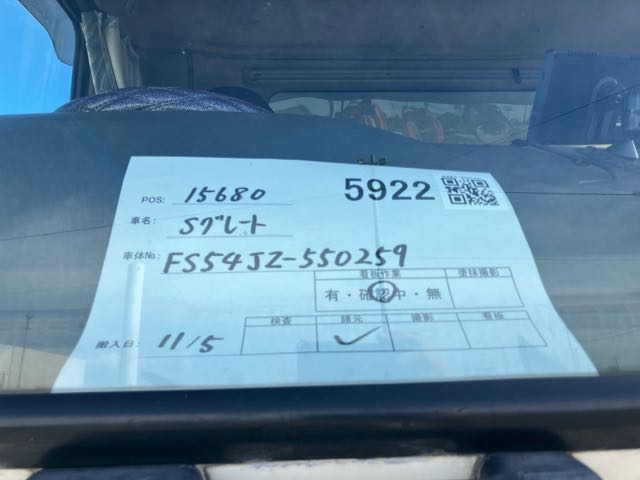 POS: 15680 5922
車名: Sグレート
車体No.: FS54JZ-550259
看板作業 塗抹撮影
有・確認中・無
検査 諸元 撮影 看板
搬入日: 11/5 ✓